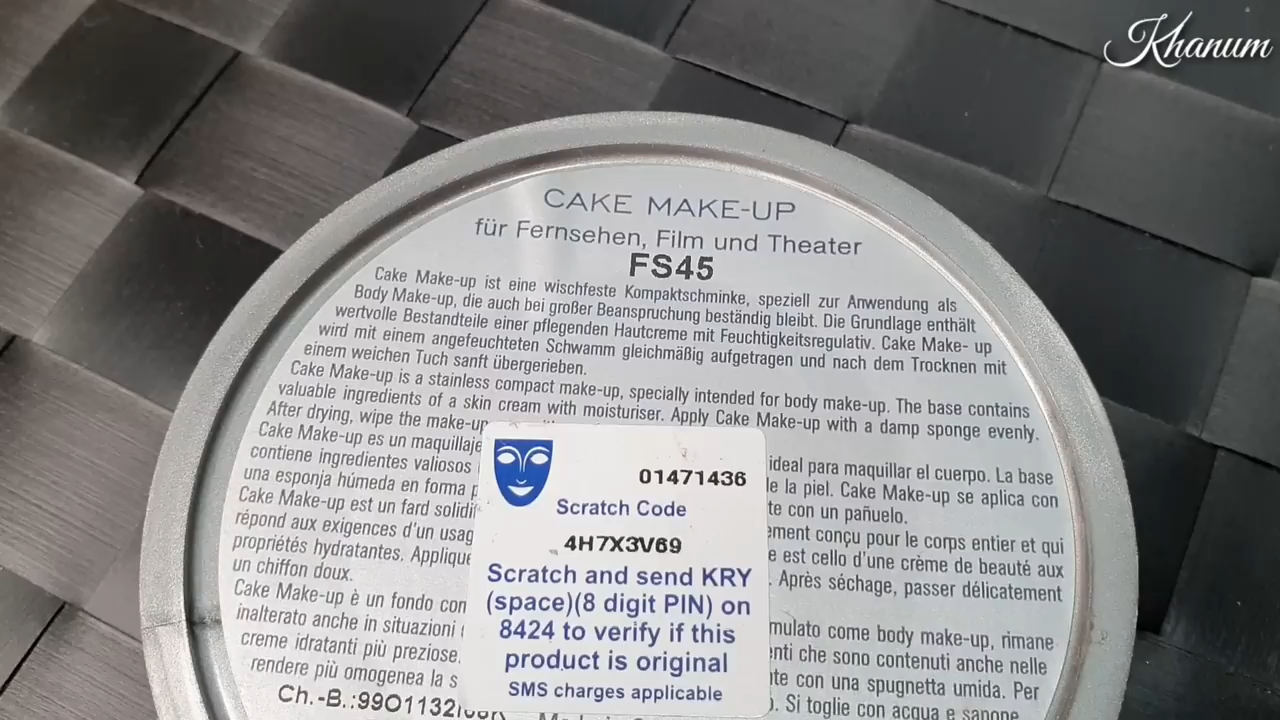 Khanum
CAKE MAKE-UP
für Fernsehen, Film und Theater
FS45
Cake Make-up ist eine wischfeste Kompaktschminke, speziell zur Anwendung als
Body Make-up, die auch bei großer Beanspruchung beständig bleibt. Die Grundlage enthält
wertvolle Bestandteile einer pflegenden Hautcreme mit Feuchtigkeitsregulativ. Cake Make- up
wird mit einem angefeuchteten Schwamm gleichmäßig aufgetragen und nach dem Trocknen mit
einem weichen Tuch sanft übergerieben.
Cake Make-up is a stainless compact make-up, specially intended for body make-up. The base contains
valuable ingredients of a skin cream with moisturiser. Apply Cake Make-up with a damp sponge evenly.
After drying, wipe the make-up
Cake Make-up es un maquillaje ideal para maquillar el cuerpo. La base
contiene ingredientes valiosos de la piel. Cake Make-up se aplica con
una esponja húmeda en forma con un pañuelo.
Cake Make-up est un fard conçu pour le corps entier et qui
répond aux exigences d'un est cello d'une crème de beauté aux
propriétés hydratantes. Après séchage, passer délicatement
un chiffon doux.
Cake Make-up è un fondo come body make-up, rimane
inalterato anche in situazioni che sono contenuti anche nelle
creme idratanti più preziose. con una spugnetta umida. Per
rendere più omogenea la Si toglie con acqua e sapone
01471436
Scratch Code
4H7X3V69
Scratch and send KRY
(space)(8 digit PIN) on
8424 to verify if this
product is original
SMS charges applicable
Ch.-B.:99O1132